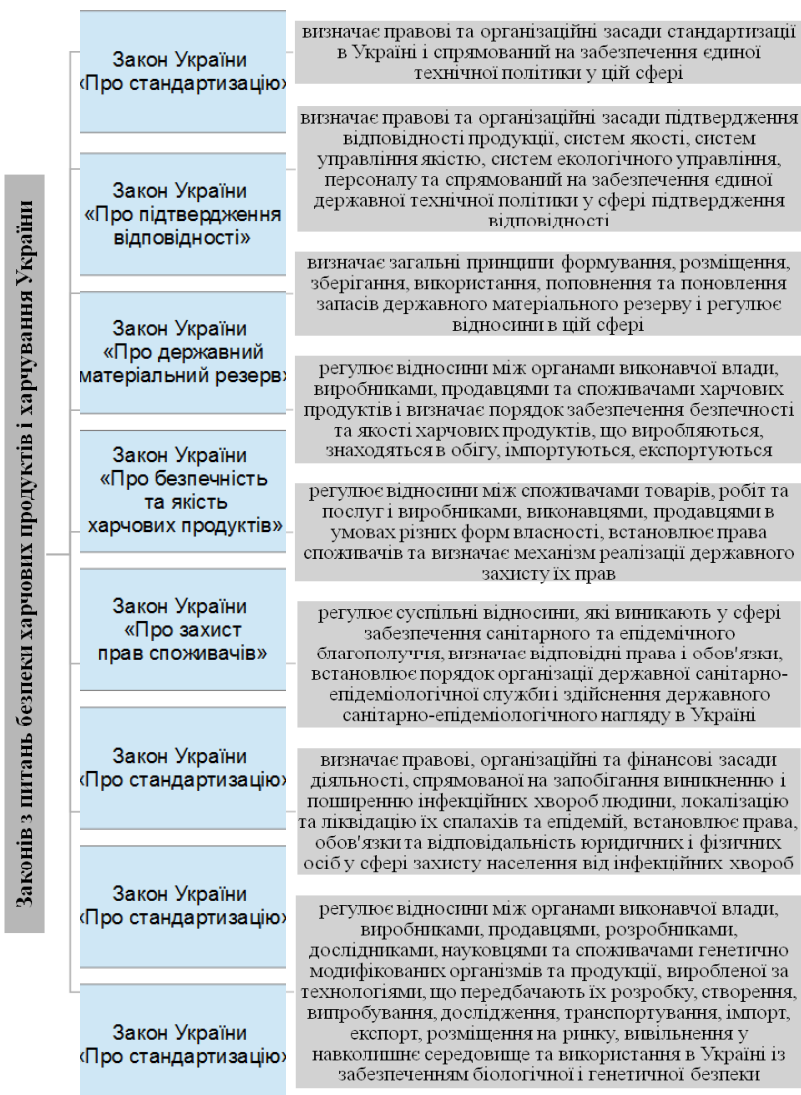 Законів з питань безпеки харчових продуктів і харчування України
Закон України
«Про стандартизацію»
визначає правові та організаційні засади стандартизації
в Україні і спрямований на забезпечення єдиної
технічної політики у цій сфері
Закон України
«Про підтвердження
відповідності»
визначає правові та організаційні засади підтвердження
відповідності продукції, систем якості, систем
управління якістю, систем екологічного управління,
персоналу та спрямований на забезпечення єдиної
державної технічної політики у сфері підтвердження
відповідності
Закон України
«Про державний
матеріальний резерв»
визначає загальні принципи формування, розміщення,
зберігання, використання, поповнення та поновлення
запасів державного матеріального резерву і регулює
відносини в цій сфері
Закон України
«Про безпечність
та якість
харчових продуктів»
регулює відносини між органами виконавчої влади,
виробниками, продавцями та споживачами харчових
продуктів і визначає порядок забезпечення безпечності
та якості харчових продуктів, що виробляються,
знаходяться в обігу, імпортуються, експортуються
Закон України
«Про захист
прав споживачів»
регулює відносини між споживачами товарів, робіт та
послуг і виробниками, виконавцями, продавцями в
умовах різних форм власності, встановлює права
споживачів та визначає механізм реалізації державного
захисту їх прав
Закон України
«Про стандартизацію»
регулює суспільні відносини, які виникають у сфері
забезпечення санітарного та епідемічного
благополуччя, визначає відповідні права і обов'язки,
встановлює порядок організації державної санітарно-
епідеміологічної служби і здійснення державного
санітарно-епідеміологічного нагляду в Україні
Закон України
«Про стандартизацію»
визначає правові, організаційні та фінансові засади
діяльності, спрямованої на запобігання виникненню і
поширенню інфекційних хвороб людини, локалізацію
та ліквідацію їх спалахів та епідемій, встановлює права,
обов'язки та відповідальність юридичних і фізичних
осіб у сфері захисту населення від інфекційних хвороб
Закон України
«Про стандартизацію»
регулює відносини між органами виконавчої влади,
виробниками, продавцями, розробниками,
дослідниками, науковцями та споживачами генетично
модифікованих організмів та продукції, виробленої за
технологіями, що передбачають їх розробку, створення,
випробування, дослідження, транспортування, імпорт,
експорт, розміщення на ринку, вивільнення у
навколишнє середовище та використання в Україні із
забезпеченням біологічної і генетичної безпеки